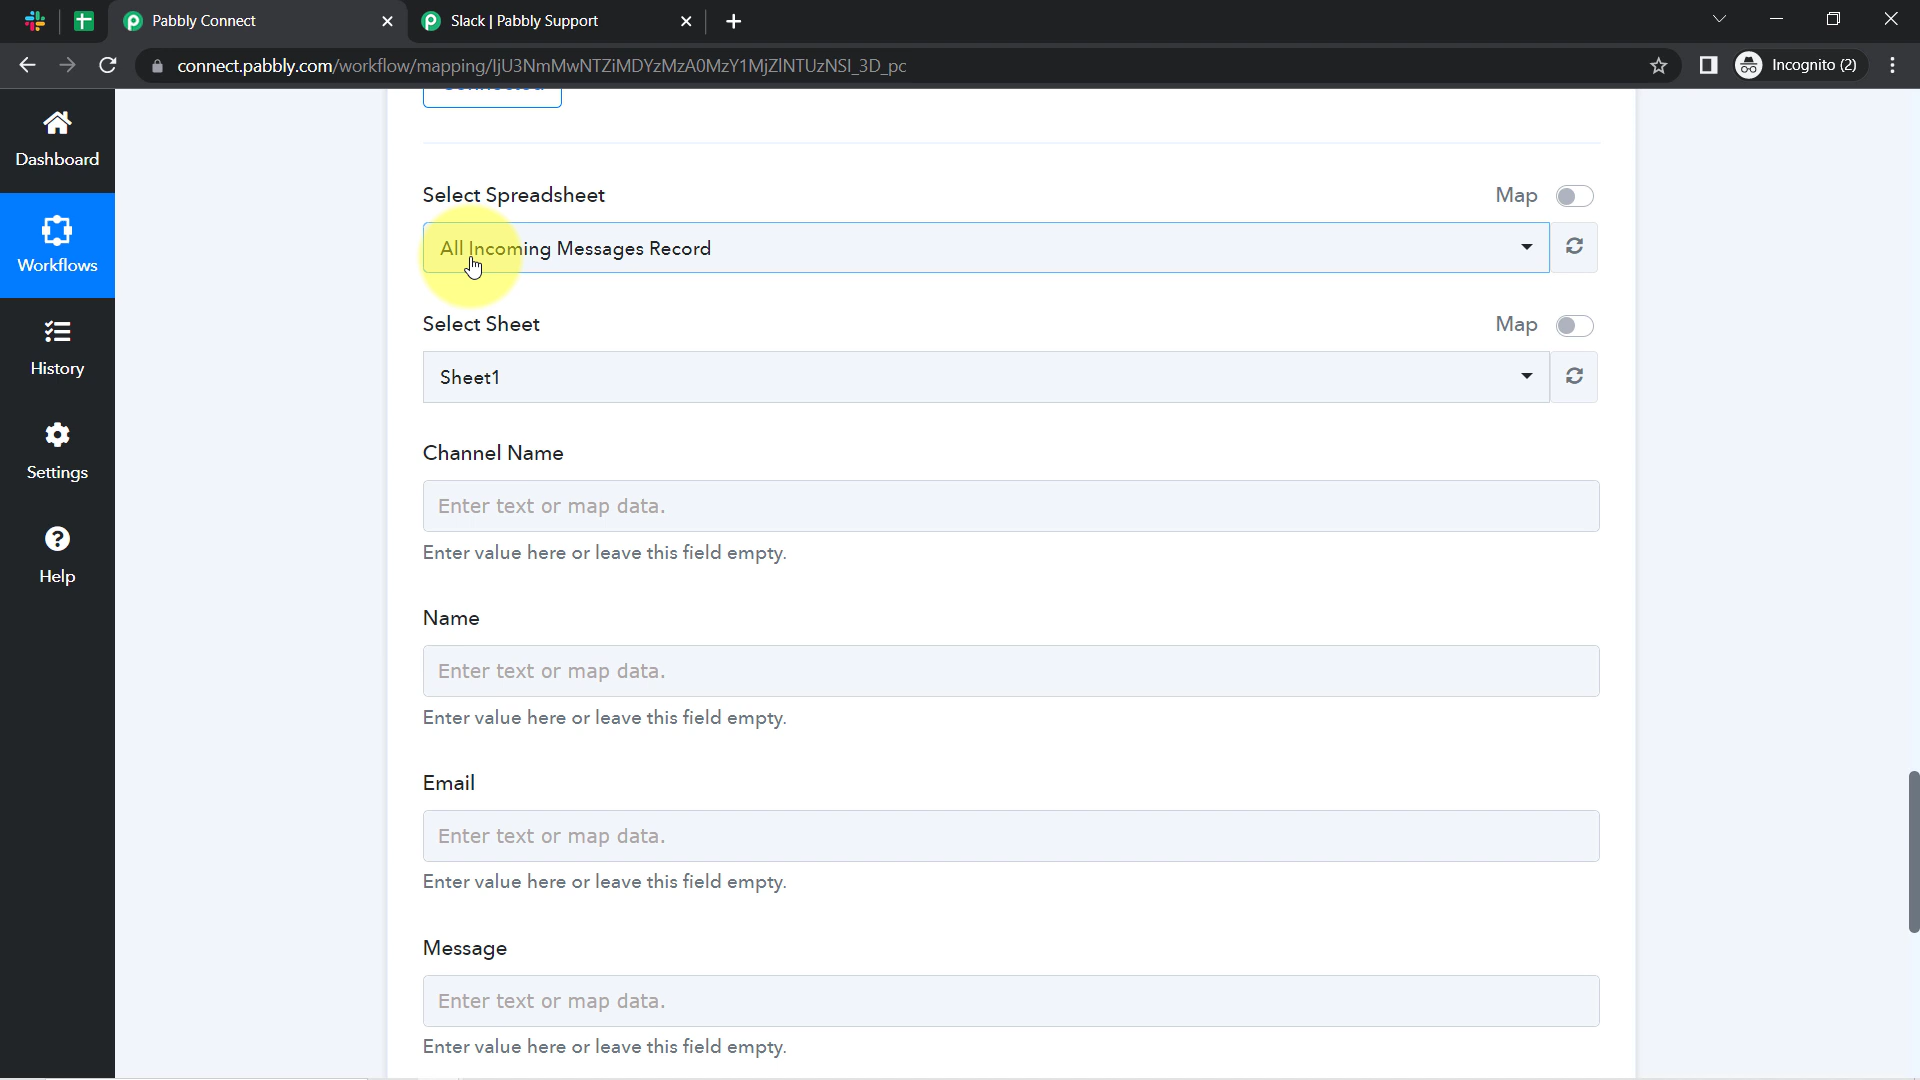 Pabbly Connect
Slack | Pabbly Support
connect.pabbly.com/workflow/mapping/IjU3NmMwNTZiMDYzMzA0MzY1MjZlNTUzNSI_3D_pc
Incognito (2)
Dashboard
Workflows
History
Settings
Help
Select Spreadsheet
Map
All Incoming Messages Record
Select Sheet
Map
Sheet1
Channel Name
Enter text or map data.
Enter value here or leave this field empty.
Name
Enter text or map data.
Enter value here or leave this field empty.
Email
Enter text or map data.
Enter value here or leave this field empty.
Message
Enter text or map data.
Enter value here or leave this field empty.